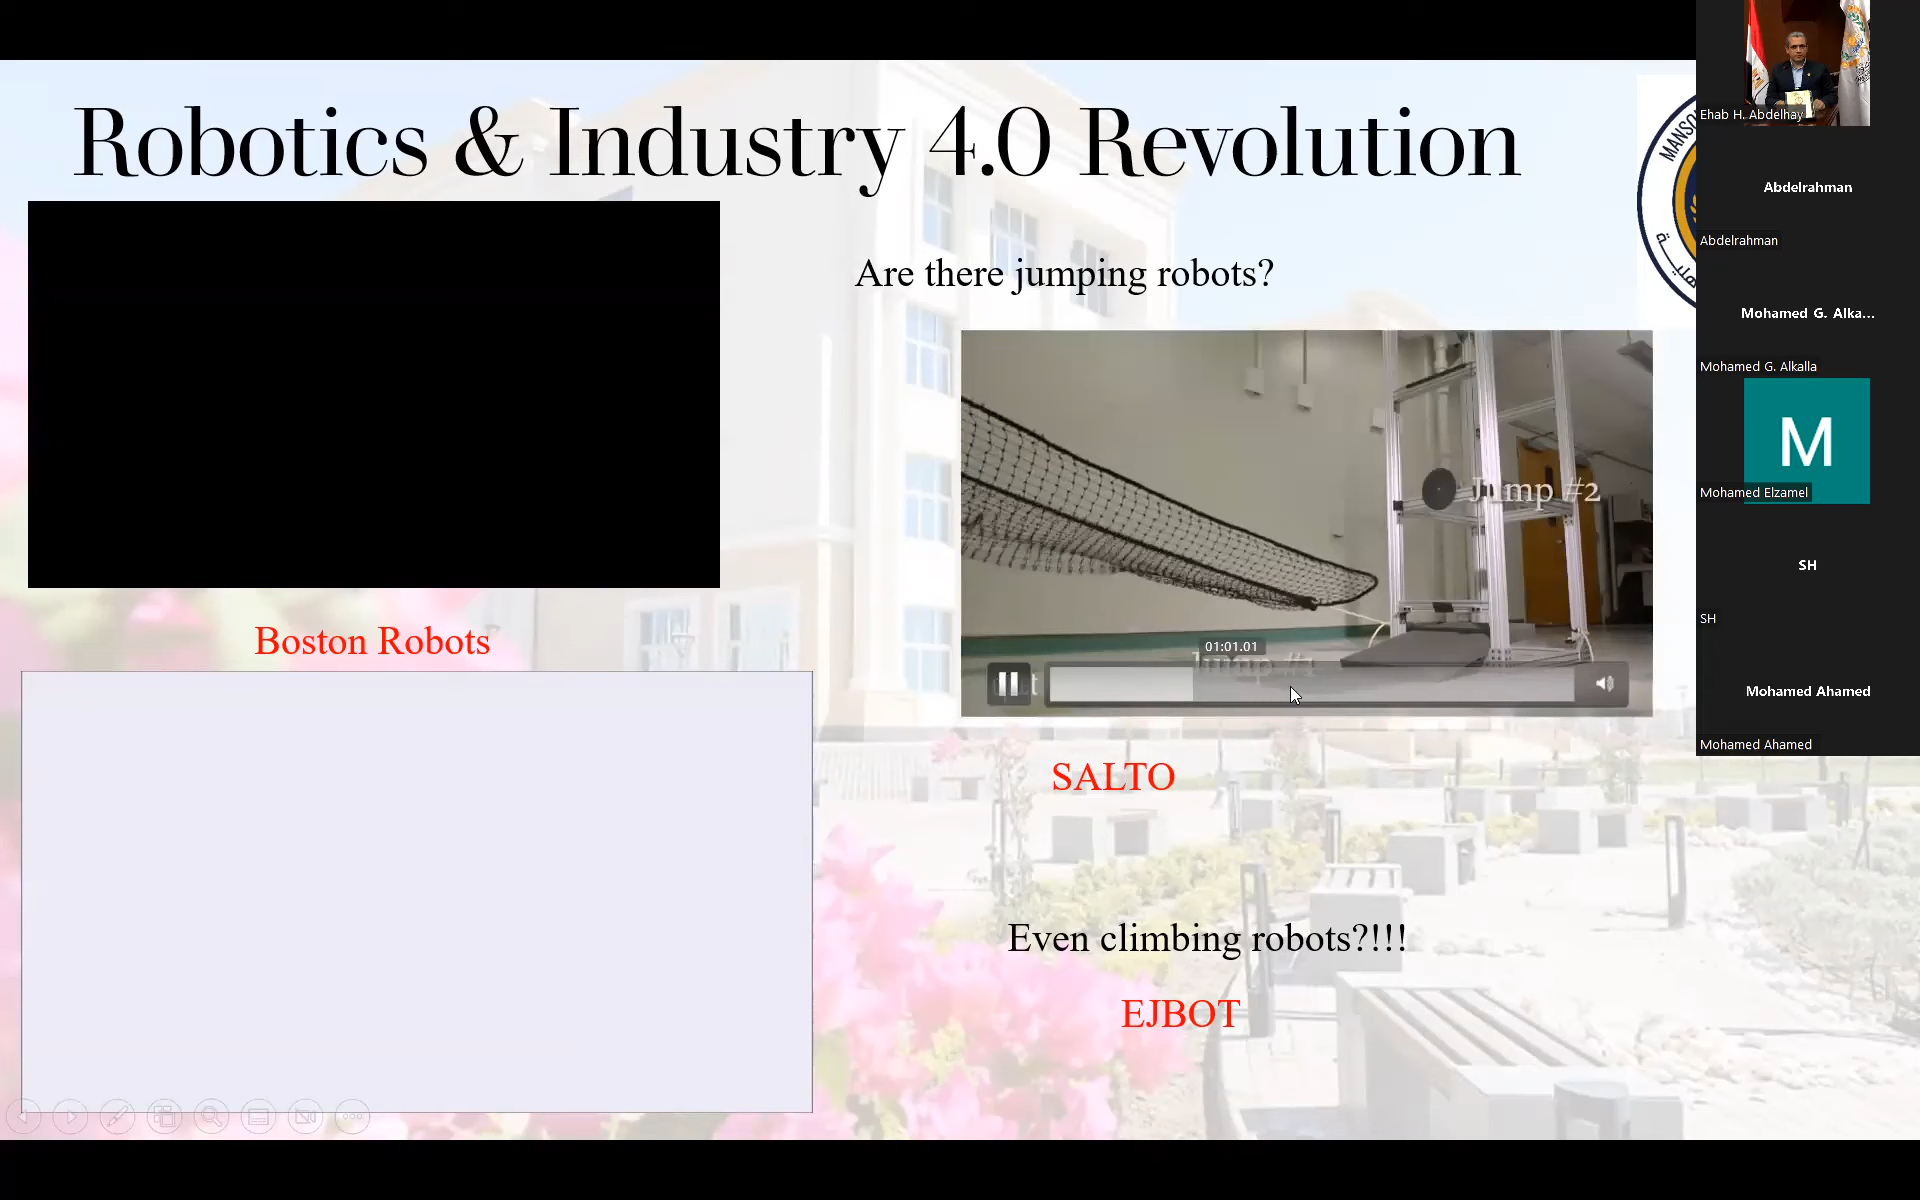 Robotics & Industry 4.0 Revolution
MANSO
Are there jumping robots?
Jump #2
01:01.01
Jump #1
Boston Robots
SALTO
Even climbing robots?!!!
EJBOT
Ehab H. Abdelhay
Abdelrahman
Abdelrahman
Mohamed G. Alka...
Mohamed G. Alkalla
M
Mohamed Elzamel
SH
SH
Mohamed Ahamed
Mohamed Ahamed